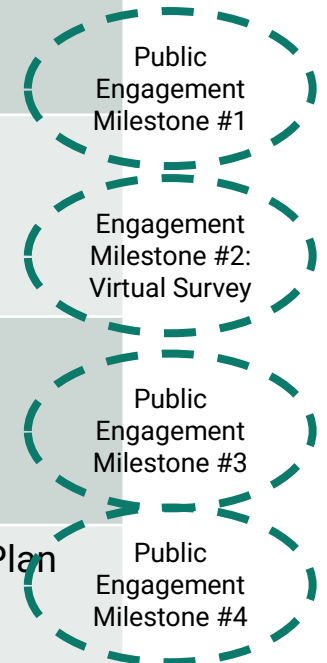 Public
Engagement
Milestone #1
Engagement
Milestone #2:
Virtual Survey
Public
Engagement
Milestone #3
Plan
Public
Engagement
Milestone #4